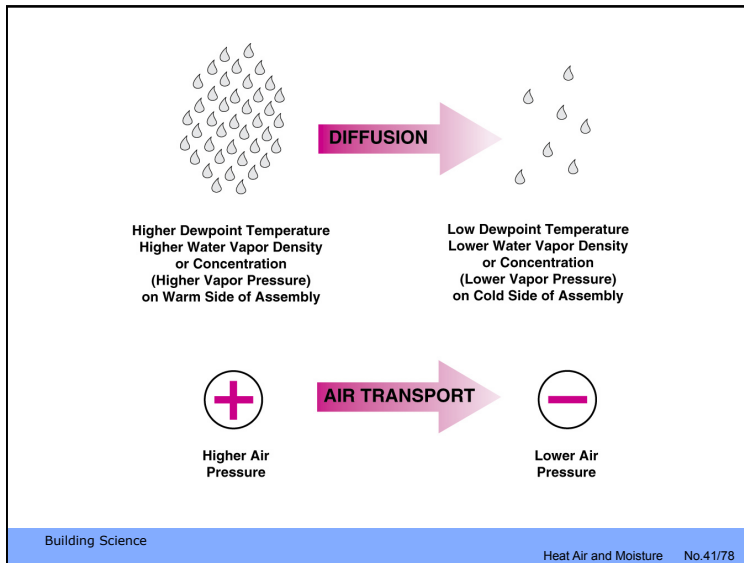 DIFFUSION
Higher Dewpoint Temperature
Higher Water Vapor Density
or Concentration
(Higher Vapor Pressure)
on Warm Side of Assembly
Low Dewpoint Temperature
Lower Water Vapor Density
or Concentration
(Lower Vapor Pressure)
on Cold Side of Assembly
AIR TRANSPORT
Higher Air
Pressure
Lower Air
Pressure
Building Science
Heat Air and Moisture No.41/78